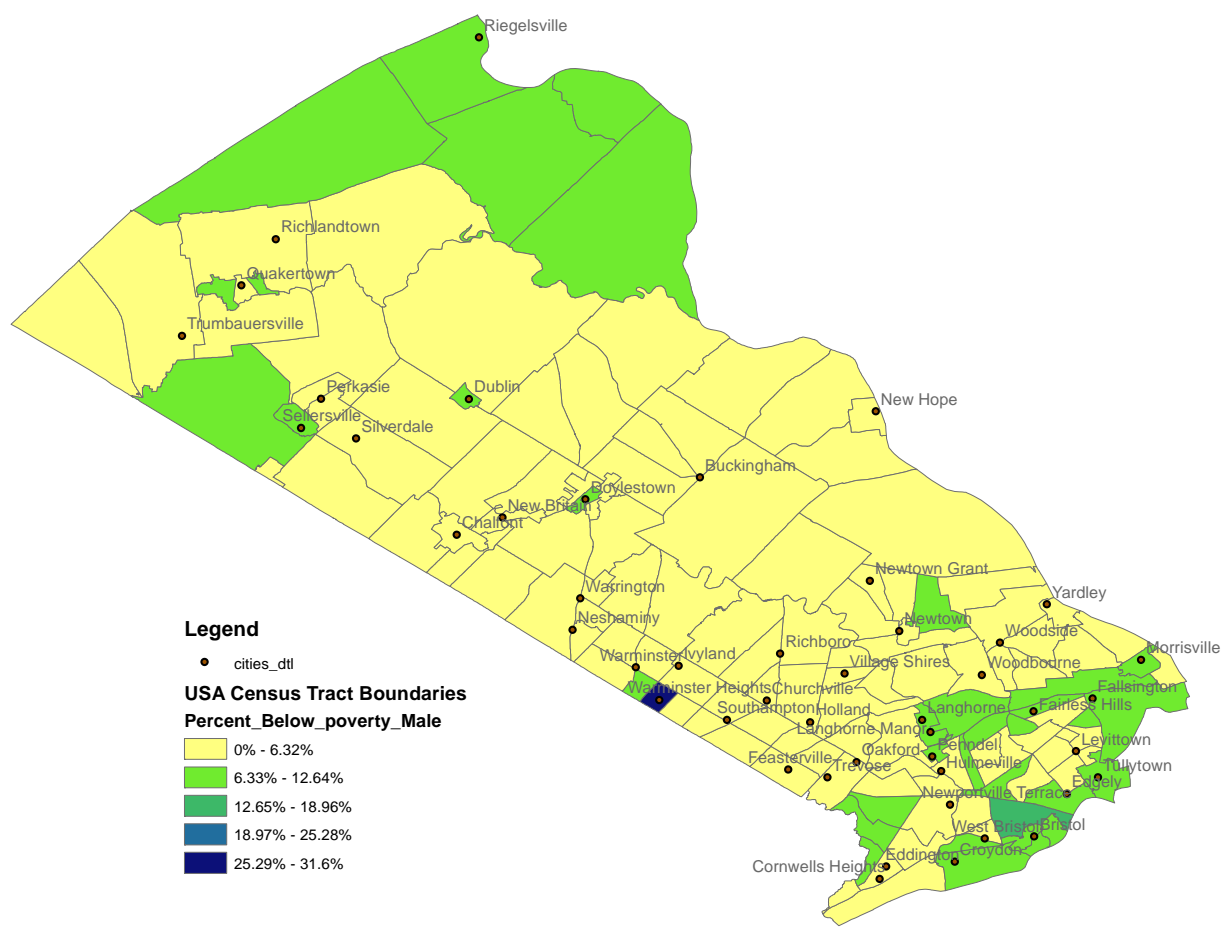 Riegelsville
Richlandtown
Quakertown
Trumbauersville
Perkasie
Dublin
Sellersville
Silverdale
New Hope
Buckingham
Doylestown
New Britain
Chalfont
Newtown Grant
Warrington
Yardley
Neshaminy
Newtown
Legend
Woodside
Richboro
Morrisville
cities_dtl
Warminster
Ivyland
Village Shires
Woodbourne
USA Census Tract Boundaries
Warminster Heights
Churchville
Fallsington
Percent_Below_poverty_Male
Southampton
Holland
Langhorne
Fairless Hills
Langhorne Manor
0% - 6.32%
Penndel
Levittown
Feasterville
Trevose
Oakford
Hulmeville
Tullytown
6.33% - 12.64%
Edgely
Newportville Terrace
12.65% - 18.96%
West Bristol
Bristol
18.97% - 25.28%
Eddington
Croydon
25.29% - 31.6%
Cornwells Heights